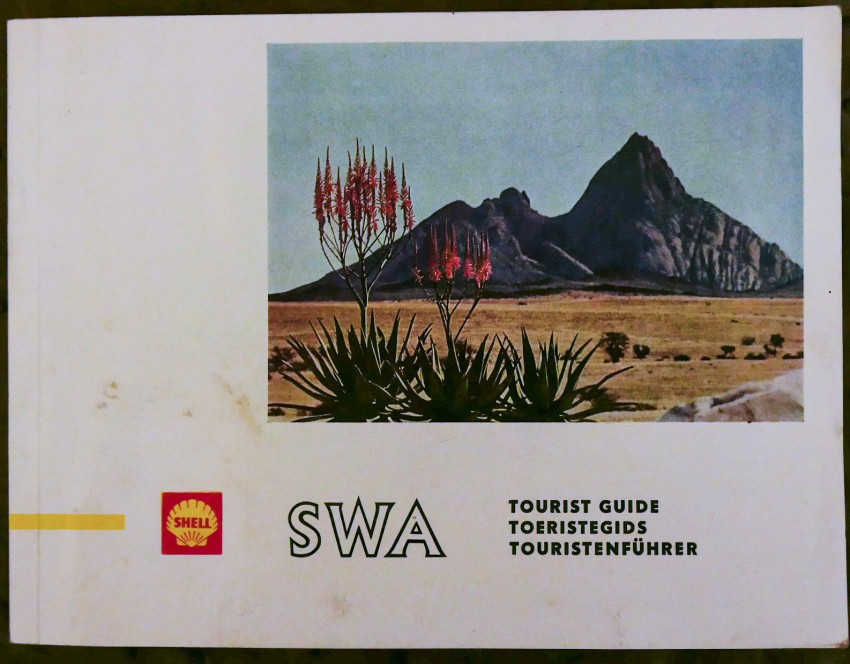 SHELL
SWA
TOURIST GUIDE
TOERISTEGIDS
TOURISTENFÜHRER